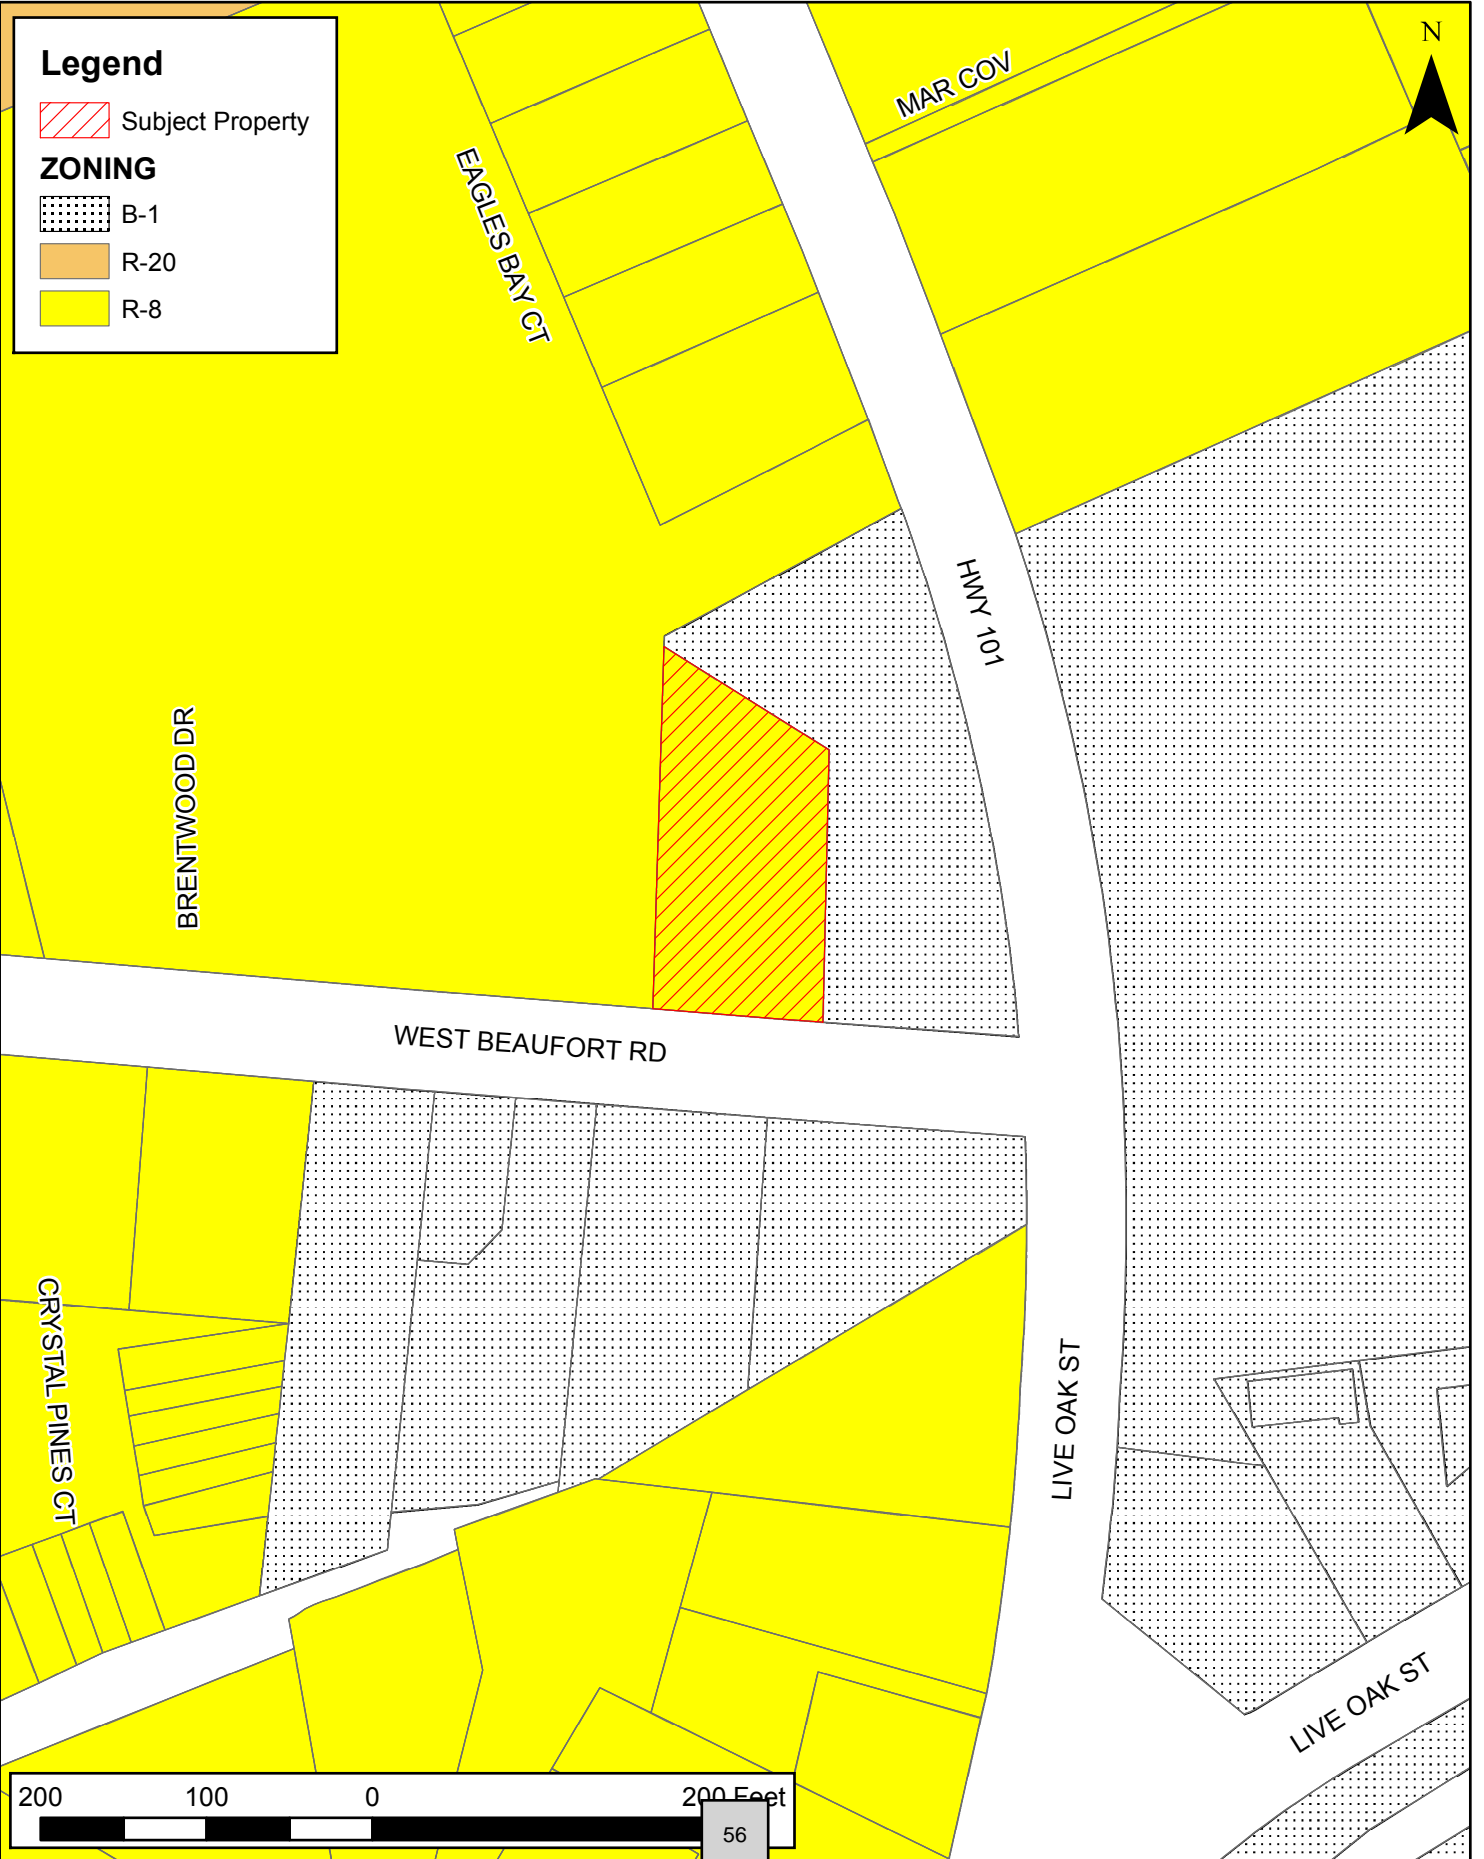 Legend
Subject Property
ZONING
B-1
R-20
R-8
N
MAR COV
EAGLES BAY CT
HWY 101
BRENTWOOD DR
WEST BEAUFORT RD
CRYSTAL PINES CT
LIVE OAK ST
LIVE OAK ST
200 100 0 200 Feet
56